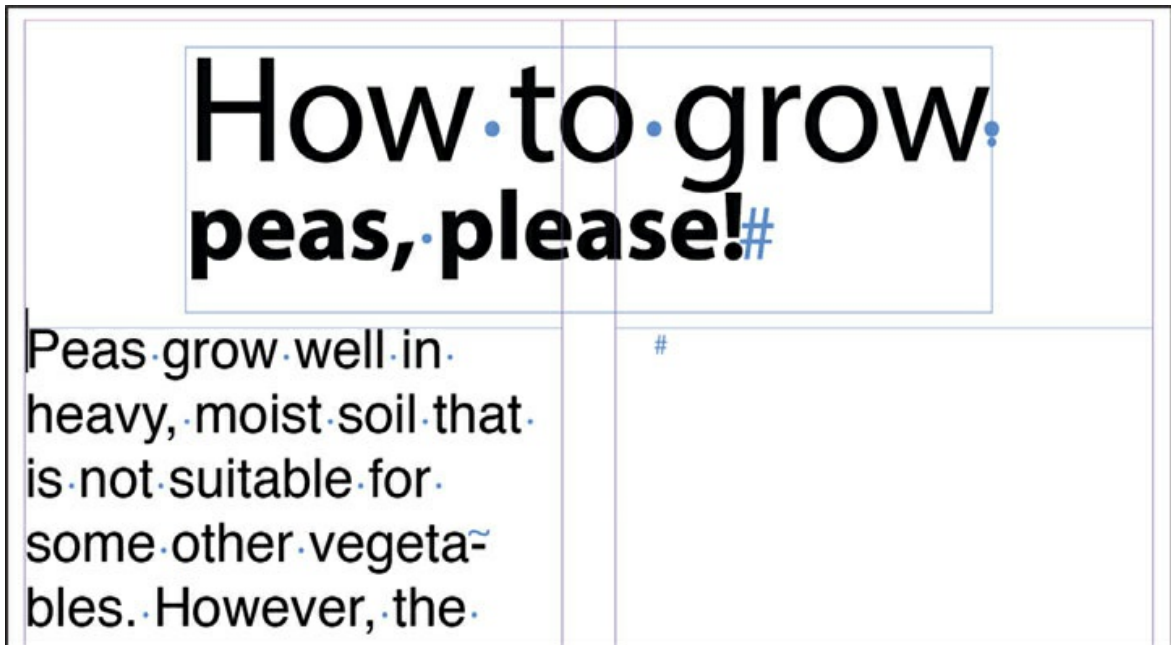 How to grow
peas, please!#
Peas grow well in
heavy, moist soil that
is not suitable for
some other vegeta-
bles. However, the
#